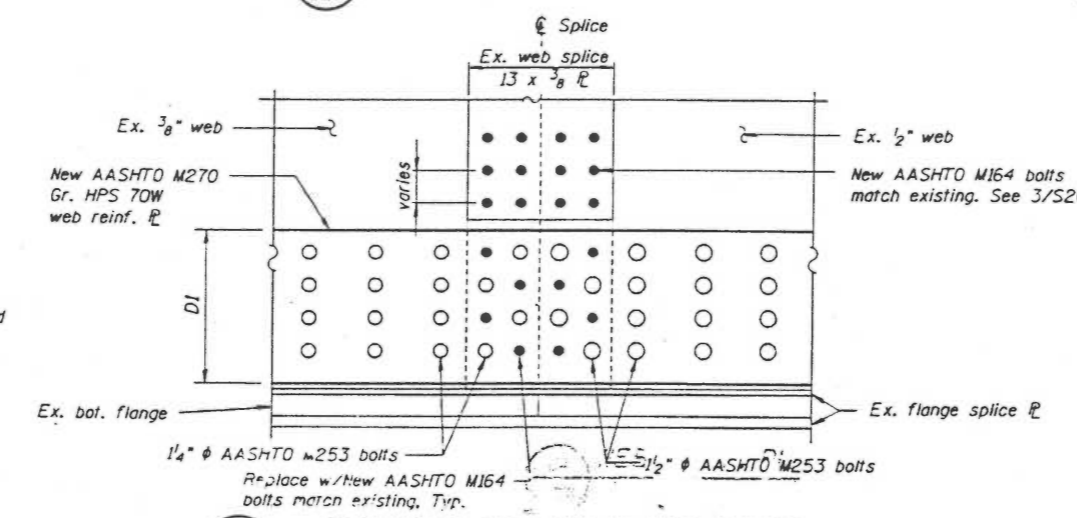 ℄ Splice
Ex. web splice
13 x 3/8 ℄
Ex. 3/8" web
Ex. 1/2" web
New AASHTO M270
Gr. HPS 70W
web reinf. ℄
varies
New AASHTO M164 bolts
match existing. See 3/S2
D1
Ex. bot. flange
Ex. flange splice ℄
1 1/4" ϕ AASHTO M253 bolts
1 1/2" ϕ AASHTO M253 bolts
Replace w/New AASHTO M164
bolts match existing. Typ.